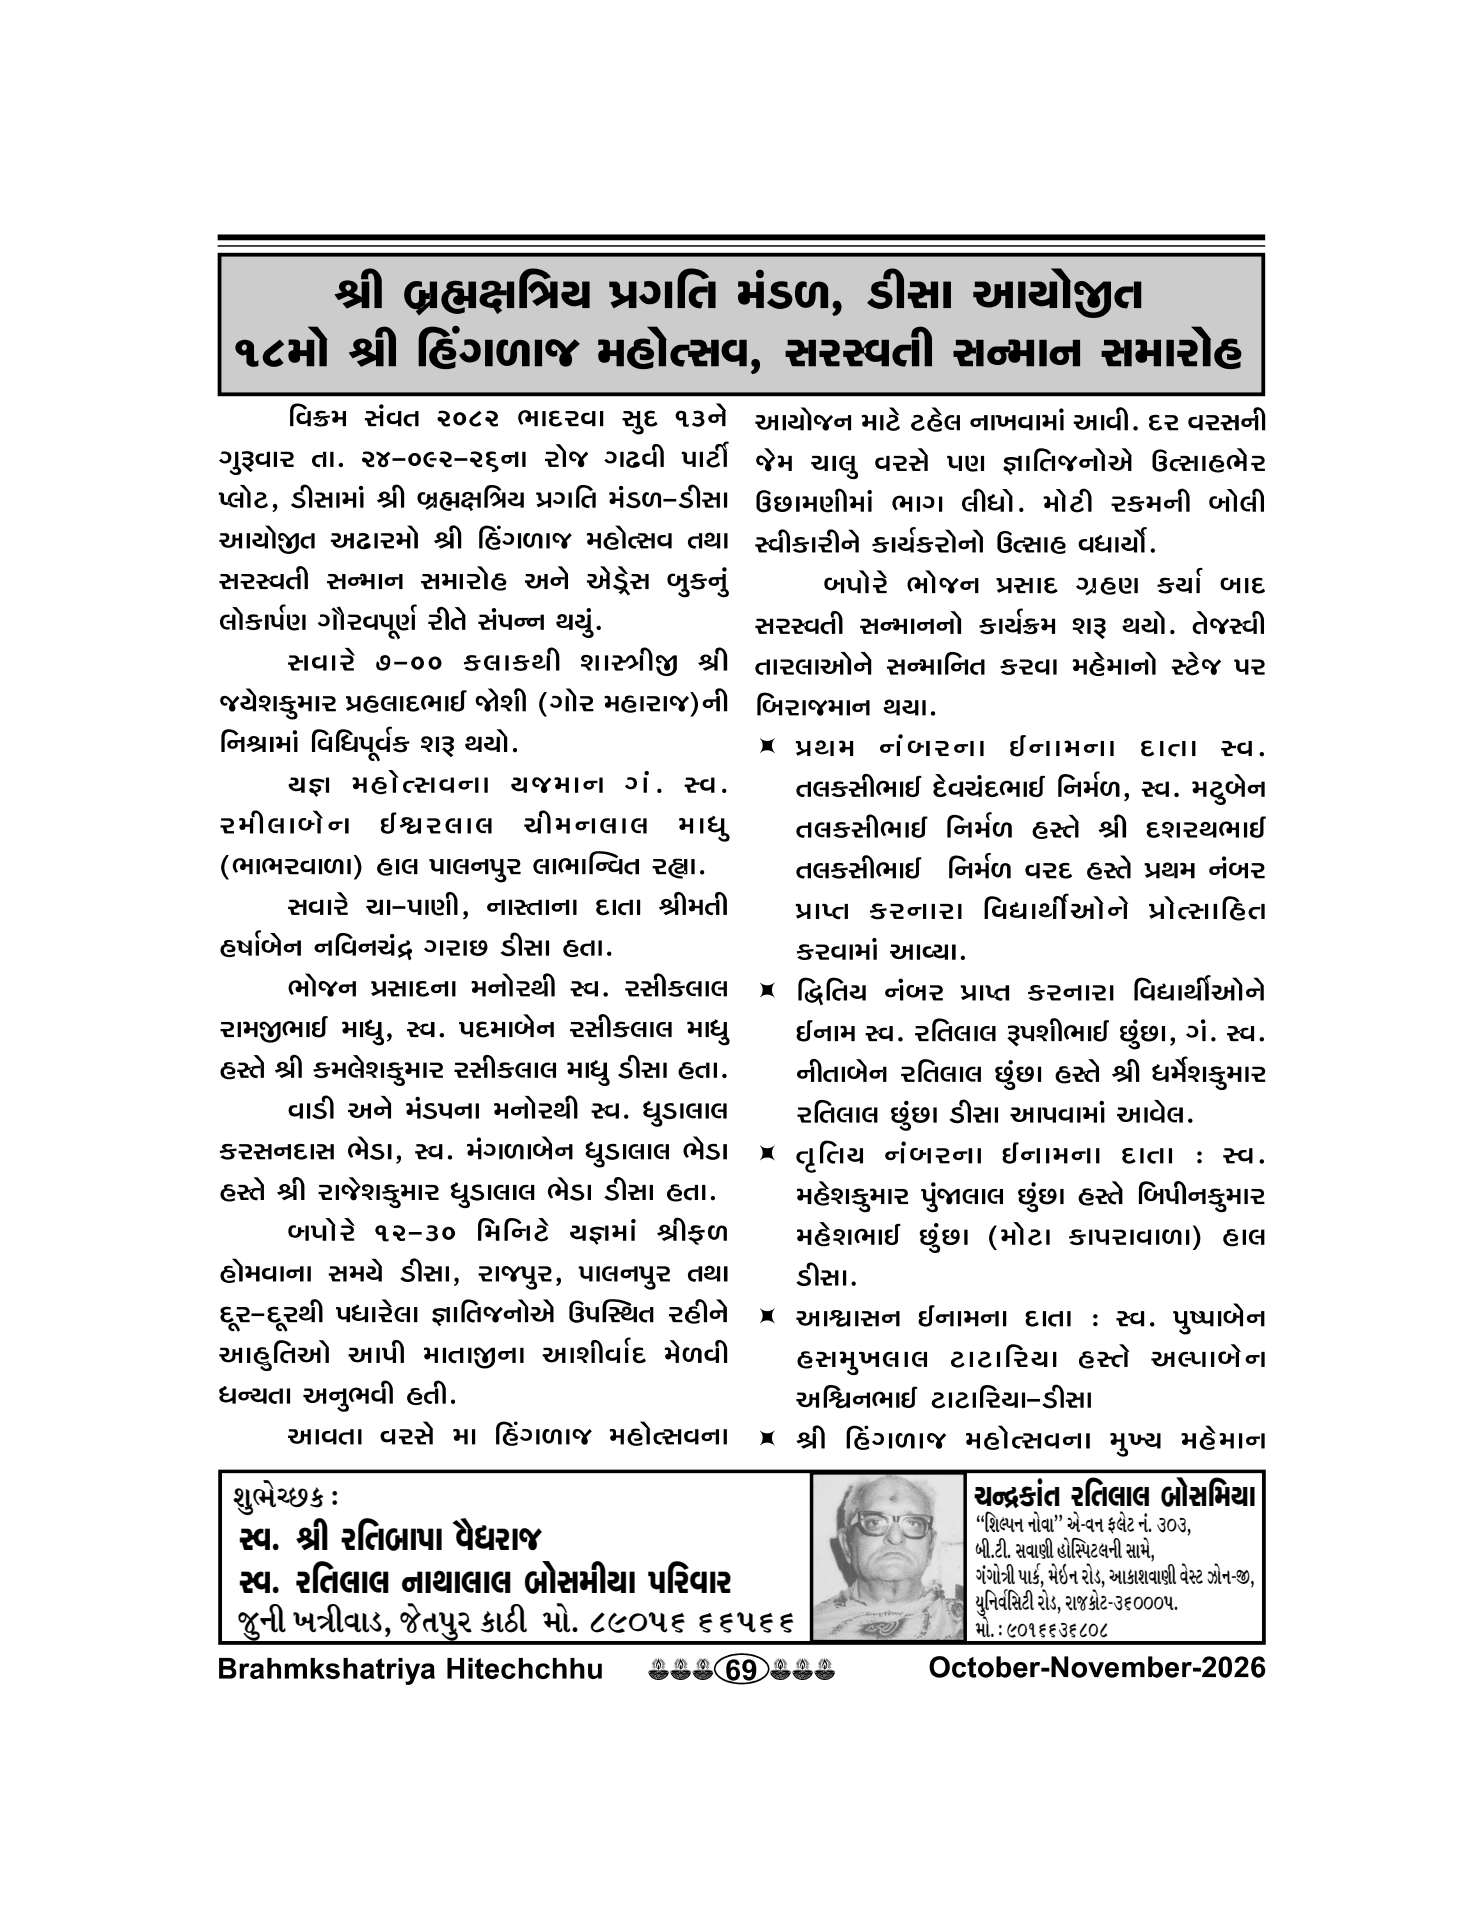 શ્રી બ્રહ્મક્ષત્રિય પ્રગતિ મંડળ, ડીસા આયોજીત
૧૮મો શ્રી હિંગળાજ મહોત્સવ, સરસ્વતી સન્માન સમારોહ
વિક્રમ સંવત ૨૦૮૨ ભાદરવા સુદ ૧૩ને
ગુરૂવાર તા. ૨૪–૦૯૨–૨૬ના રોજ ગઢવી પાર્ટી
પ્લોટ, ડીસામાં શ્રી બ્રહ્મક્ષત્રિય પ્રગતિ મંડળ–ડીસા
આયોજીત અઢારમો શ્રી હિંગળાજ મહોત્સવ તથા
સરસ્વતી સન્માન સમારોહ અને એડ્રેસ બુકનું
લોકાર્પણ ગૌરવપૂર્ણ રીતે સંપન્ન થયું.
સવારે ૭–૦૦ કલાકથી શાસ્ત્રીજી શ્રી
જયેશકુમાર પ્રહલાદભાઈ જોશી (ગોર મહારાજ)ની
નિશ્રામાં વિધિપૂર્વક શરૂ થયો.
યજ્ઞ મહોત્સવના યજમાન ગં. સ્વ.
રમીલાબેન ઈશ્વરલાલ ચીમનલાલ માધુ
(ભાભરવાળા) હાલ પાલનપુર લાભાન્વિત રહ્યા.
સવારે ચા–પાણી, નાસ્તાના દાતા શ્રીમતી
હર્ષાબેન નવિનચંદ્ર ગરાછ ડીસા હતા.
ભોજન પ્રસાદના મનોરથી સ્વ. રસીકલાલ
રામજીભાઈ માધુ, સ્વ. પદમાબેન રસીકલાલ માધુ
હસ્તે શ્રી કમલેશકુમાર રસીકલાલ માધુ ડીસા હતા.
વાડી અને મંડપના મનોરથી સ્વ. ધુડાલાલ
કરસનદાસ ભેડા, સ્વ. મંગળાબેન ધુડાલાલ ભેડા
હસ્તે શ્રી રાજેશકુમાર ધુડાલાલ ભેડા ડીસા હતા.
બપોરે ૧૨–૩૦ મિનિટે યજ્ઞમાં શ્રીફળ
હોમવાના સમયે ડીસા, રાજપુર, પાલનપુર તથા
દૂર–દૂરથી પધારેલા જ્ઞાતિજનોએ ઉપસ્થિત રહીને
આહુતિઓ આપી માતાજીના આશીર્વાદ મેળવી
ધન્યતા અનુભવી હતી.
આવતા વરસે મા હિંગળાજ મહોત્સવના
આયોજન માટે ટહેલ નાખવામાં આવી. દર વરસની
જેમ ચાલુ વરસે પણ જ્ઞાતિજનોએ ઉત્સાહભેર
ઉછામણીમાં ભાગ લીધો. મોટી રકમની બોલી
સ્વીકારીને કાર્યકરોનો ઉત્સાહ વધાર્યો.
બપોરે ભોજન પ્રસાદ ગ્રહણ કર્યા બાદ
સરસ્વતી સન્માનનો કાર્યક્રમ શરૂ થયો. તેજસ્વી
તારલાઓને સન્માનિત કરવા મહેમાનો સ્ટેજ પર
બિરાજમાન થયા.
પ્રથમ નંબરના ઈનામના દાતા સ્વ.
તલકસીભાઈ દેવચંદભાઈ નિર્મળ, સ્વ. મટુબેન
તલકસીભાઈ નિર્મળ હસ્તે શ્રી દશરથભાઈ
તલકસીભાઈ નિર્મળ વરદ હસ્તે પ્રથમ નંબર
પ્રાપ્ત કરનારા વિદ્યાર્થીઓને પ્રોત્સાહિત
કરવામાં આવ્યા.
દ્વિતિય નંબર પ્રાપ્ત કરનારા વિદ્યાર્થીઓને
ઈનામ સ્વ. રતિલાલ રૂપશીભાઈ છુંછા, ગં. સ્વ.
નીતાબેન રતિલાલ છુંછા હસ્તે શ્રી ધર્મેશકુમાર
રતિલાલ છુંછા ડીસા આપવામાં આવેલ.
તૃતિય નંબરના ઈનામના દાતા : સ્વ.
મહેશકુમાર પુંજાલાલ છુંછા હસ્તે બિપીનકુમાર
મહેશભાઈ છુંછા (મોટા કાપરાવાળા) હાલ
ડીસા.
આશ્વાસન ઈનામના દાતા : સ્વ. પુષ્પાબેન
હસમુખલાલ ટાટારિયા હસ્તે અલ્પાબેન
અશ્વિનભાઈ ટાટારિયા–ડીસા
શ્રી હિંગળાજ મહોત્સવના મુખ્ય મહેમાન
શુભેચ્છક :
સ્વ. શ્રી રતિબાપા વૈદ્યરાજ
સ્વ. રતિલાલ નાથાલાલ બોસમીયા પરિવાર
જુની ખત્રીવાડ, જેતપુર કાઠી મો. ૮૯૦૫૬ ૬૬૫૬૬
ચન્દ્રકાંત રતિલાલ બોસમિયા
“શિલ્પન નોવા” એ-વન ફલેટ નં. ૩૦૩,
બી.ટી. સવાણી હોસ્પિટલની સામે,
ગંગોત્રી પાર્ક, મેઇન રોડ, આકાશવાણી વેસ્ટ ઝોન-જી,
યુનિર્વસિટી રોડ, રાજકોટ-૩૬૦૦૦૫.
મો. : ૯૦૧૬૬૩૬૮૦૮
Brahmkshatriya Hitechchhu 69 October-November-2026